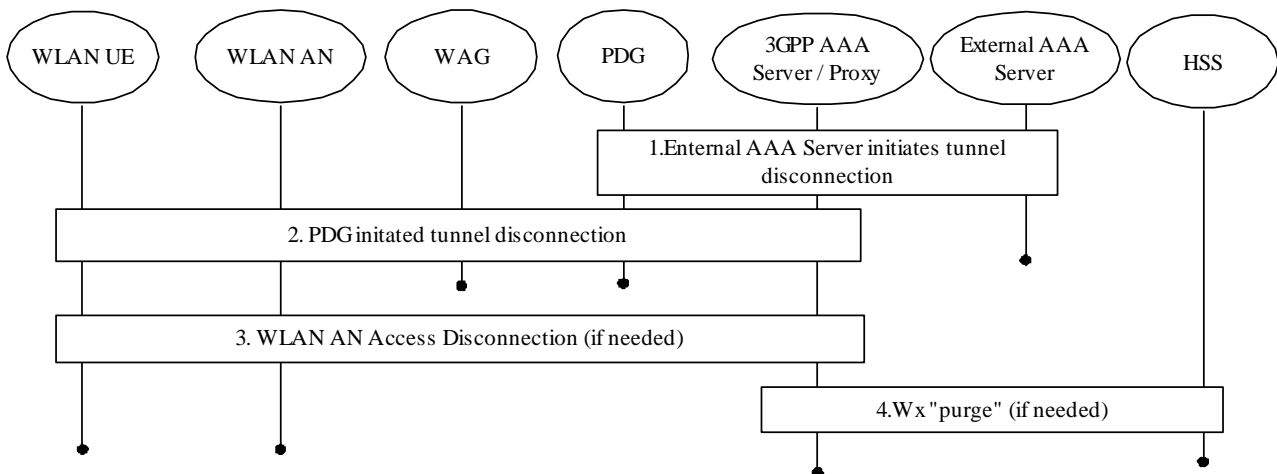 WLAN UE
WLAN AN
WAG
PDG
3GPP AAA
Server / Proxy
External AAA
Server
HSS
1.Enternal AAA Server initiates tunnel
disconnection
2. PDG initated tunnel disconnection
3. WLAN AN Access Disconnection (if needed)
4.Wx "purge" (if needed)